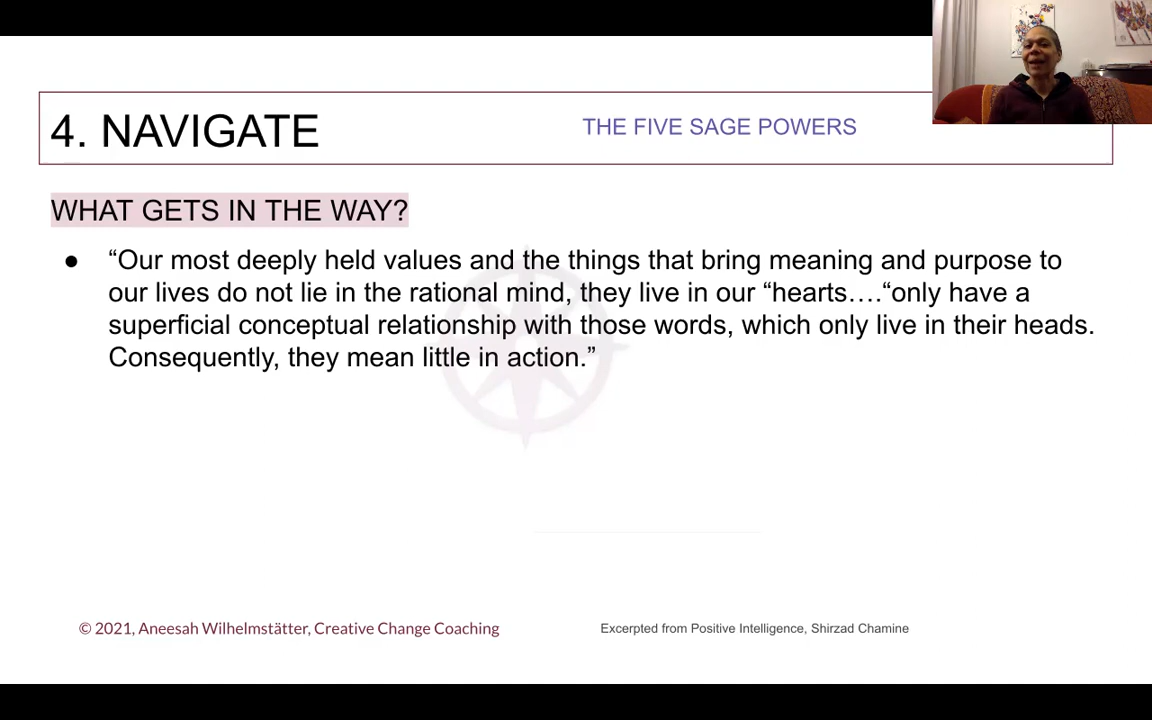 4. NAVIGATE
THE FIVE SAGE POWERS
WHAT GETS IN THE WAY?
● “Our most deeply held values and the things that bring meaning and purpose to
our lives do not lie in the rational mind, they live in our “hearts….“only have a
superficial conceptual relationship with those words, which only live in their heads.
Consequently, they mean little in action.”
© 2021, Aneesah Wilhelmstätter, Creative Change Coaching
Excerpted from Positive Intelligence, Shirzad Chamine